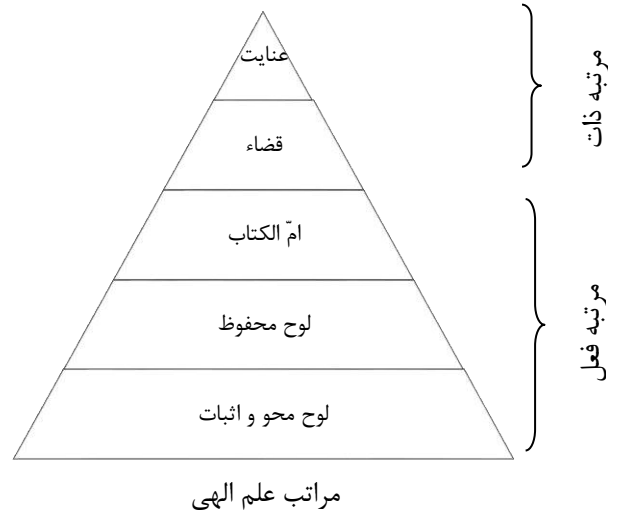 عنایت
قضاء
امّ الکتاب
لوح محفوظ
لوح محو و اثبات
مرتبه ذات
مرتبه فعل
مراتب علم الهی